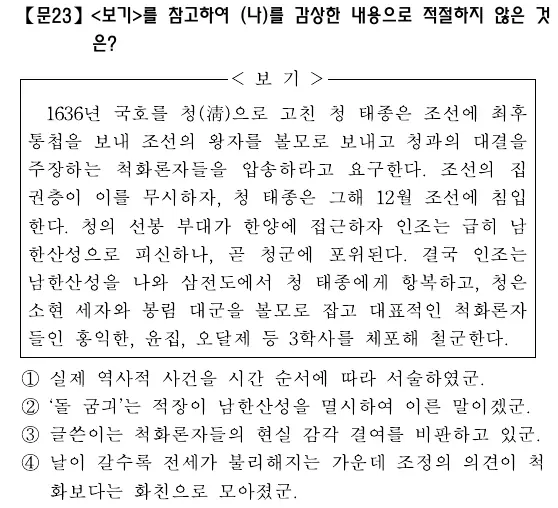 【문23】 <보기>를 참고하여 (나)를 감상한 내용으로 적절하지 않은 것
은?
< 보 기 >
1636년 국호를 청(淸)으로 고친 청 태종은 조선에 최후
통첩을 보내 조선의 왕자를 볼모로 보내고 청과의 대결을
주장하는 척화론자들을 압송하라고 요구한다. 조선의 집
권층이 이를 무시하자, 청 태종은 그해 12월 조선에 침입
한다. 청의 선봉 부대가 한양에 접근하자 인조는 급히 남
한산성으로 피신하나, 곧 청군에 포위된다. 결국 인조는
남한산성을 나와 삼전도에서 청 태종에게 항복하고, 청은
소현 세자와 봉림 대군을 볼모로 잡고 대표적인 척화론자
들인 홍익한, 윤집, 오달제 등 3학사를 체포해 철군한다.
① 실제 역사적 사건을 시간 순서에 따라 서술하였군.
② ‘돌 굼긔’는 적장이 남한산성을 멸시하여 이른 말이겠군.
③ 글쓴이는 척화론자들의 현실 감각 결여를 비판하고 있군.
④ 날이 갈수록 전세가 불리해지는 가운데 조정의 의견이 척
화보다는 화친으로 모아졌군.